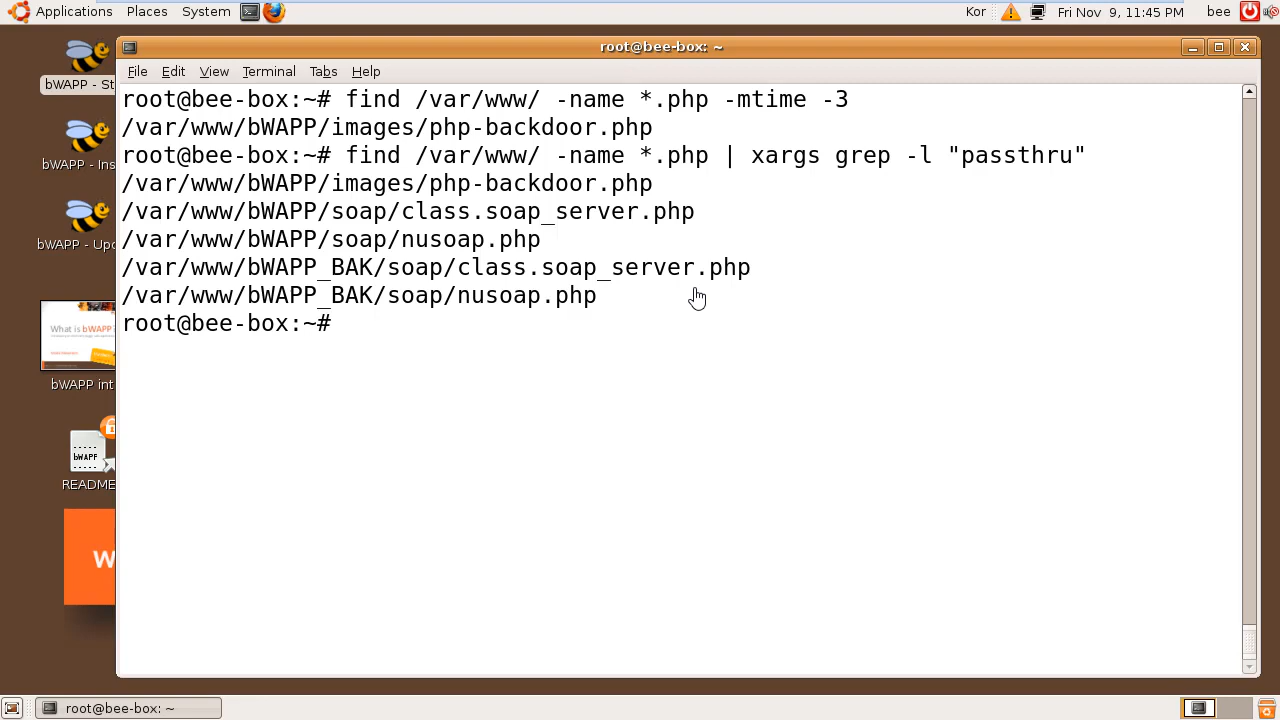 Applications Places System Kor Fri Nov 9, 11:45 PM bee
root@bee-box: ~
bWAPP - St
File Edit View Terminal Tabs Help
root@bee-box:~# find /var/www/ -name *.php -mtime -3
/var/www/bWAPP/images/php-backdoor.php
bWAPP - Ins
root@bee-box:~# find /var/www/ -name *.php | xargs grep -l "passthru"
/var/www/bWAPP/images/php-backdoor.php
/var/www/bWAPP/soap/class.soap_server.php
/var/www/bWAPP/soap/nusoap.php
bWAPP - Upd
/var/www/bWAPP_BAK/soap/class.soap_server.php
/var/www/bWAPP_BAK/soap/nusoap.php
root@bee-box:~#
What is bWAPP?
bWAPP int
bWAPP
README
W
root@bee-box: ~